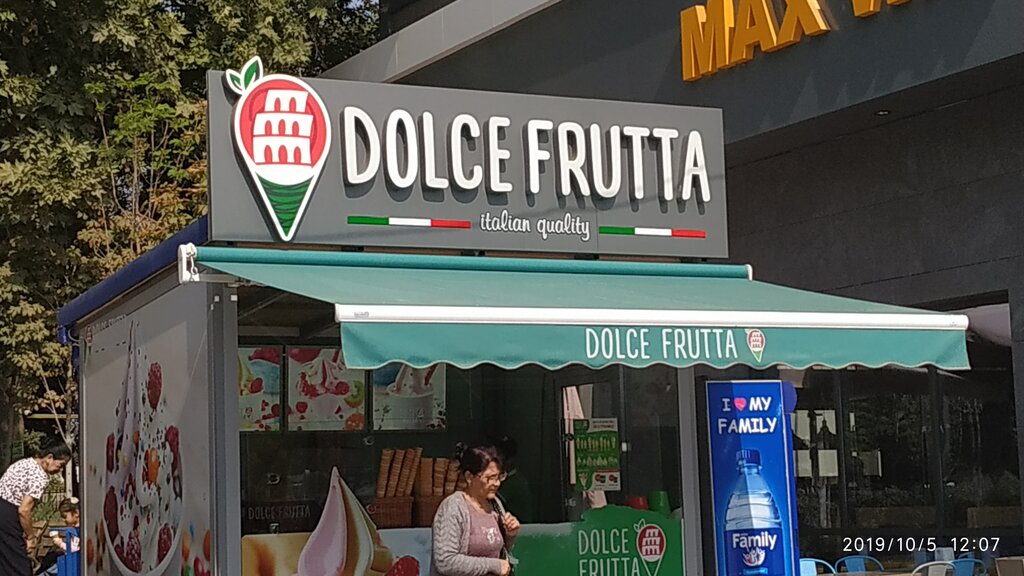 MAX
DOLCE FRUTTA
italian quality
DOLCE FRUTTA
I MY
FAMILY
DOLCE FRUTTA
DOLCE
FRUTTA
Family
2019/10/5 12:07